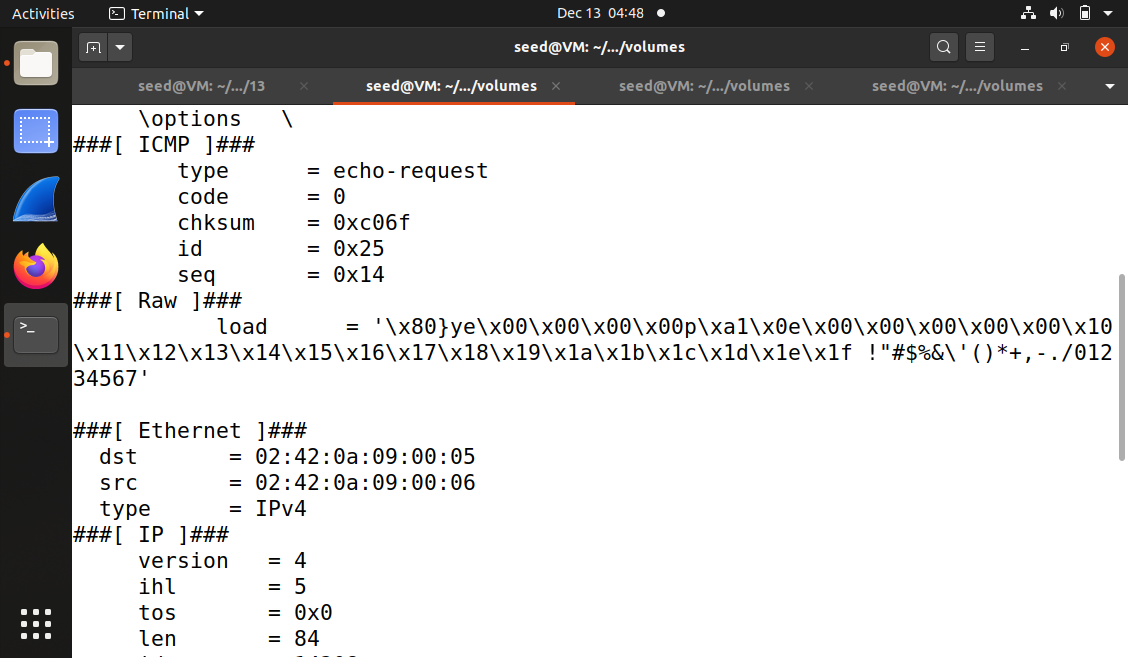 Activities Terminal Dec 13 04:48
seed@VM: ~/.../volumes
seed@VM: ~/.../13 seed@VM: ~/.../volumes seed@VM: ~/.../volumes seed@VM: ~/.../volumes
     \options   \
###[ ICMP ]###
        type      = echo-request
        code      = 0
        chksum    = 0xc06f
        id        = 0x25
        seq       = 0x14
###[ Raw ]###
           load      = '\x80}ye\x00\x00\x00\x00p\xa1\x0e\x00\x00\x00\x00\x00\x10
\x11\x12\x13\x14\x15\x16\x17\x18\x19\x1a\x1b\x1c\x1d\x1e\x1f !"#$%&\'()*+,-./012
34567'
###[ Ethernet ]###
  dst       = 02:42:0a:09:00:05
  src       = 02:42:0a:09:00:06
  type      = IPv4
###[ IP ]###
     version   = 4
     ihl       = 5
     tos       = 0x0
     len       = 84